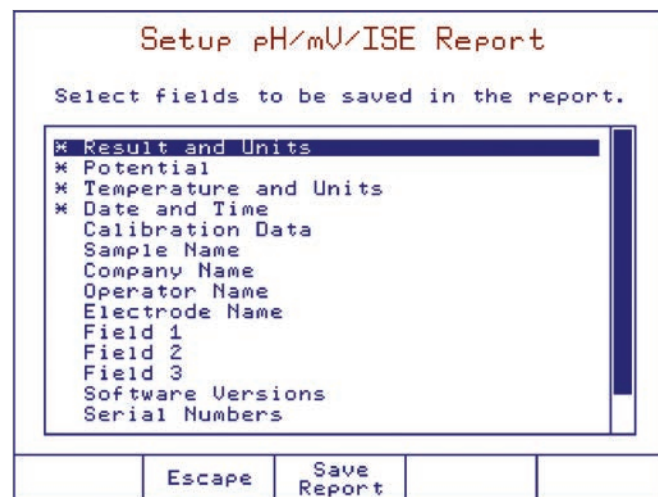 Setup pH/mV/ISE Report
Select fields to be saved in the report.
* Result and Units
* Potential
* Temperature and Units
* Date and Time
Calibration Data
Sample Name
Company Name
Operator Name
Electrode Name
Field 1
Field 2
Field 3
Software Versions
Serial Numbers
Escape
Save
Report